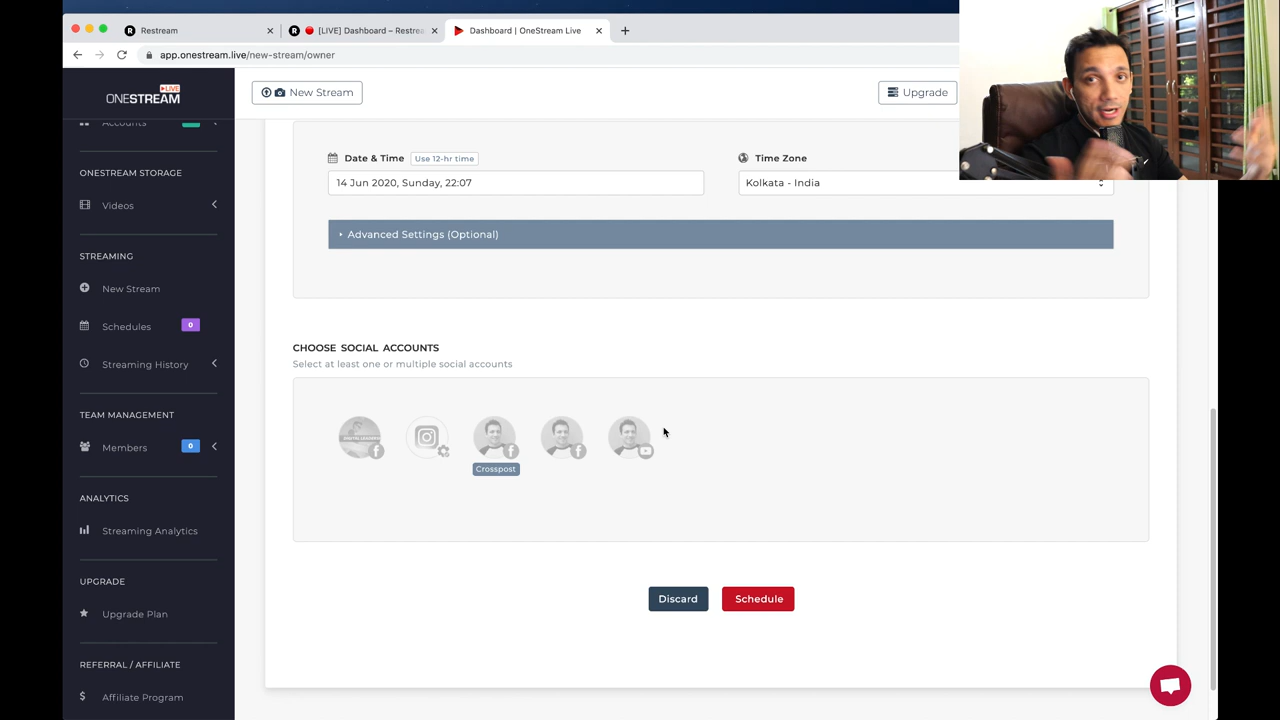 Restream
[LIVE] Dashboard – Restrea
Dashboard | OneStream Live
app.onestream.live/new-stream/owner
LIVE
ONESTREAM
New Stream
Upgrade
Accounts
ONESTREAM STORAGE
Videos
STREAMING
New Stream
Schedules 0
Streaming History
TEAM MANAGEMENT
Members 0
ANALYTICS
Streaming Analytics
UPGRADE
Upgrade Plan
REFERRAL / AFFILIATE
Affiliate Program
Date & Time Use 12-hr time
14 Jun 2020, Sunday, 22:07
Time Zone
Kolkata - India
Advanced Settings (Optional)
CHOOSE SOCIAL ACCOUNTS
Select at least one or multiple social accounts
Crosspost
Discard
Schedule